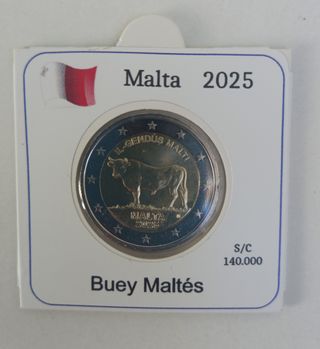 Malta 2025
IL-GENDUS MALTI
MALTA
2025
S/C
140.000
Buey Maltés